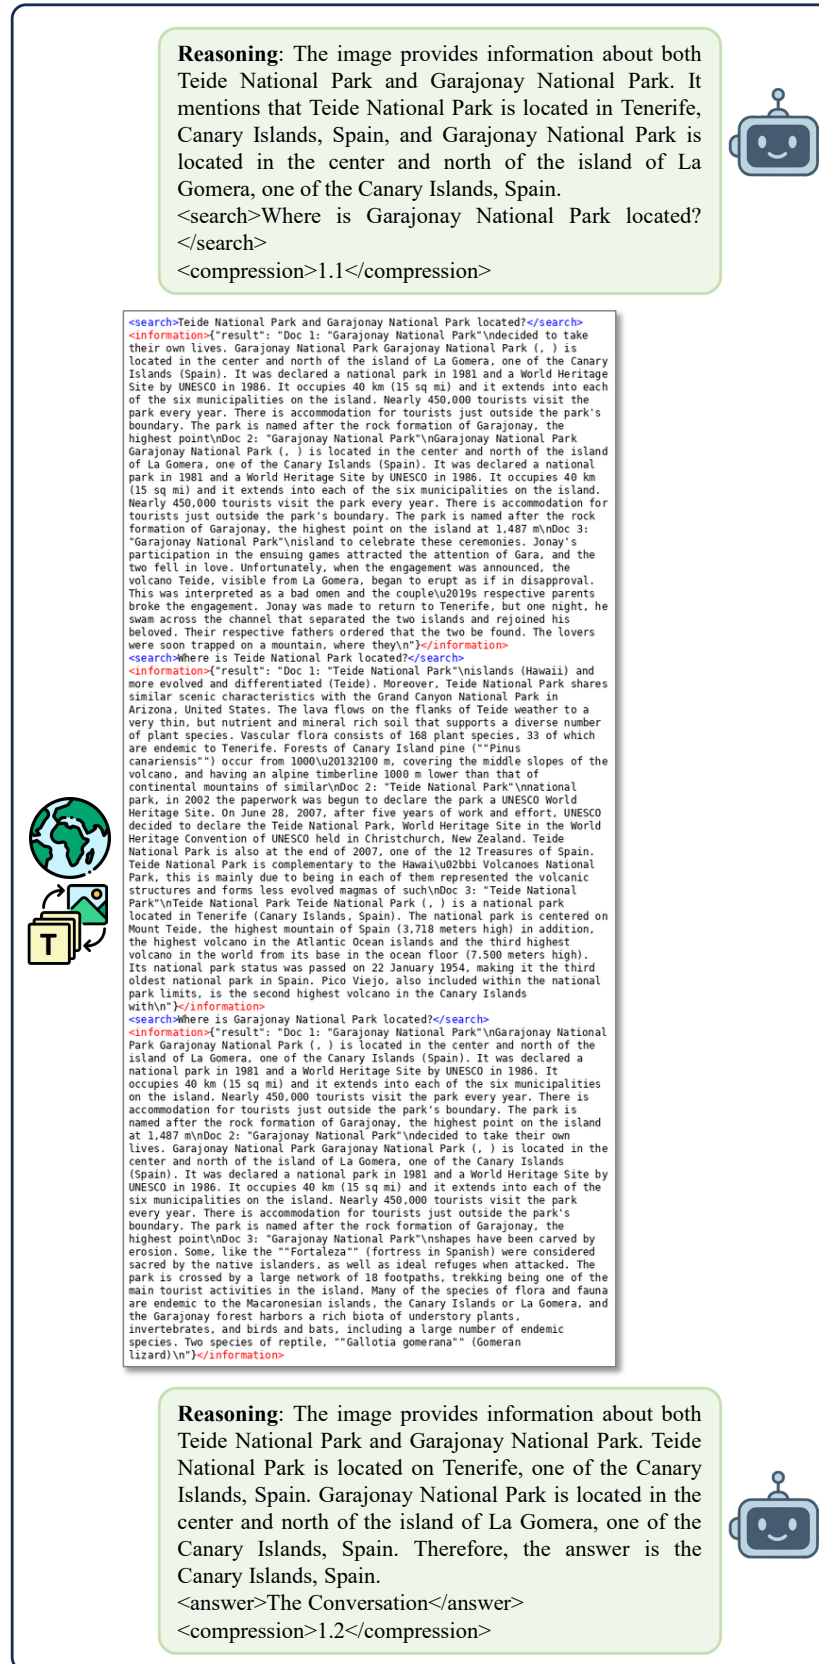 Reasoning: The image provides information about both
Teide National Park and Garajonay National Park. It
mentions that Teide National Park is located in Tenerife,
Canary Islands, Spain, and Garajonay National Park is
located in the center and north of the island of La
Gomera, one of the Canary Islands, Spain.
<search>Where is Garajonay National Park located?
</search>
<compression>1.1</compression>
<search>Teide National Park and Garajonay National Park located?</search>
<information>{"result": "Doc 1: "Garajonay National Park"\ndecided to take
their own lives. Garajonay National Park Garajonay National Park (, ) is
located in the center and north of the island of La Gomera, one of the Canary
Islands (Spain). It was declared a national park in 1981 and a World Heritage
Site by UNESCO in 1986. It occupies 40 km (15 sq mi) and it extends into each
of the six municipalities on the island. Nearly 450,000 tourists visit the
park every year. There is accommodation for tourists just outside the park's
boundary. The park is named after the rock formation of Garajonay, the
highest point\nDoc 2: "Garajonay National Park"\nGarajonay National Park
Garajonay National Park (, ) is located in the center and north of the island
of La Gomera, one of the Canary Islands (Spain). It was declared a national
park in 1981 and a World Heritage Site by UNESCO in 1986. It occupies 40 km
(15 sq mi) and it extends into each of the six municipalities on the island.
Nearly 450,000 tourists visit the park every year. There is accommodation for
tourists just outside the park's boundary. The park is named after the rock
formation of Garajonay, the highest point on the island at 1,487 m\nDoc 3:
"Garajonay National Park"\nisland to celebrate these ceremonies. Jonay's
participation in the ensuing games attracted the attention of Gara, and the
two fell in love. Unfortunately, when the engagement was announced, the
volcano Teide, visible from La Gomera, began to erupt as if in disapproval.
This was interpreted as a bad omen and the couple\u2019s respective parents
broke the engagement. Jonay was made to return to Tenerife, but one night, he
swam across the channel that separated the two islands and rejoined his
beloved. Their respective fathers ordered that the two be found. The lovers
were soon trapped on a mountain, where they\n"}</information>
<search>Where is Teide National Park located?</search>
<information>{"result": "Doc 1: "Teide National Park"\nislands (Hawaii) and
more evolved and differentiated (Teide). Moreover, Teide National Park shares
similar scenic characteristics with the Grand Canyon National Park in
Arizona, United States. The lava flows on the flanks of Teide weather to a
very thin, but nutrient and mineral rich soil that supports a diverse number
of plant species. Vascular flora consists of 168 plant species, 33 of which
are endemic to Tenerife. Forests of Canary Island pine (""Pinus
canariensis"") occur from 1000\u20132100 m, covering the middle slopes of the
volcano, and having an alpine timberline 1000 m lower than that of
continental mountains of similar\nDoc 2: "Teide National Park"\nnational
park, in 2002 the paperwork was begun to declare the park a UNESCO World
Heritage Site. On June 28, 2007, after five years of work and effort, UNESCO
decided to declare the Teide National Park, World Heritage Site in the World
Heritage Convention of UNESCO held in Christchurch, New Zealand. Teide
National Park is also at the end of 2007, one of the 12 Treasures of Spain.
Teide National Park is complementary to the Hawai\u02bbi Volcanoes National
Park, this is mainly due to being in each of them represented the volcanic
structures and forms less evolved magmas of such\nDoc 3: "Teide National
Park"\nTeide National Park Teide National Park (, ) is a national park
located in Tenerife (Canary Islands, Spain). The national park is centered on
Mount Teide, the highest mountain of Spain (3,718 meters high) in addition,
the highest volcano in the Atlantic Ocean islands and the third highest
volcano in the world from its base in the ocean floor (7.500 meters high).
Its national park status was passed on 22 January 1954, making it the third
oldest national park in Spain. Pico Viejo, also included within the national
park limits, is the second highest volcano in the Canary Islands
with\n"}</information>
<search>Where is Garajonay National Park located?</search>
<information>{"result": "Doc 1: "Garajonay National Park"\nGarajonay National
Park Garajonay National Park (, ) is located in the center and north of the
island of La Gomera, one of the Canary Islands (Spain). It was declared a
national park in 1981 and a World Heritage Site by UNESCO in 1986. It
occupies 40 km (15 sq mi) and it extends into each of the six municipalities
on the island. Nearly 450,000 tourists visit the park every year. There is
accommodation for tourists just outside the park's boundary. The park is
named after the rock formation of Garajonay, the highest point on the island
at 1,487 m\nDoc 2: "Garajonay National Park"\ndecided to take their own
lives. Garajonay National Park Garajonay National Park (, ) is located in the
center and north of the island of La Gomera, one of the Canary Islands
(Spain). It was declared a national park in 1981 and a World Heritage Site by
UNESCO in 1986. It occupies 40 km (15 sq mi) and it extends into each of the
six municipalities on the island. Nearly 450,000 tourists visit the park
every year. There is accommodation for tourists just outside the park's
boundary. The park is named after the rock formation of Garajonay, the
highest point\nDoc 3: "Garajonay National Park"\nshapes have been carved by
erosion. Some, like the ""Fortaleza"" (fortress in Spanish) were considered
sacred by the native islanders, as well as ideal refuges when attacked. The
park is crossed by a large network of 18 footpaths, trekking being one of the
main tourist activities in the island. Many of the species of flora and fauna
are endemic to the Macaronesian islands, the Canary Islands or La Gomera, and
the Garajonay forest harbors a rich biota of understory plants,
invertebrates, and birds and bats, including a large number of endemic
species. Two species of reptile, ""Gallotia gomerana"" (Gomeran
lizard)\n"}</information>
T
Reasoning: The image provides information about both
Teide National Park and Garajonay National Park. Teide
National Park is located on Tenerife, one of the Canary
Islands, Spain. Garajonay National Park is located in the
center and north of the island of La Gomera, one of the
Canary Islands, Spain. Therefore, the answer is the
Canary Islands, Spain.
<answer>The Conversation</answer>
<compression>1.2</compression>